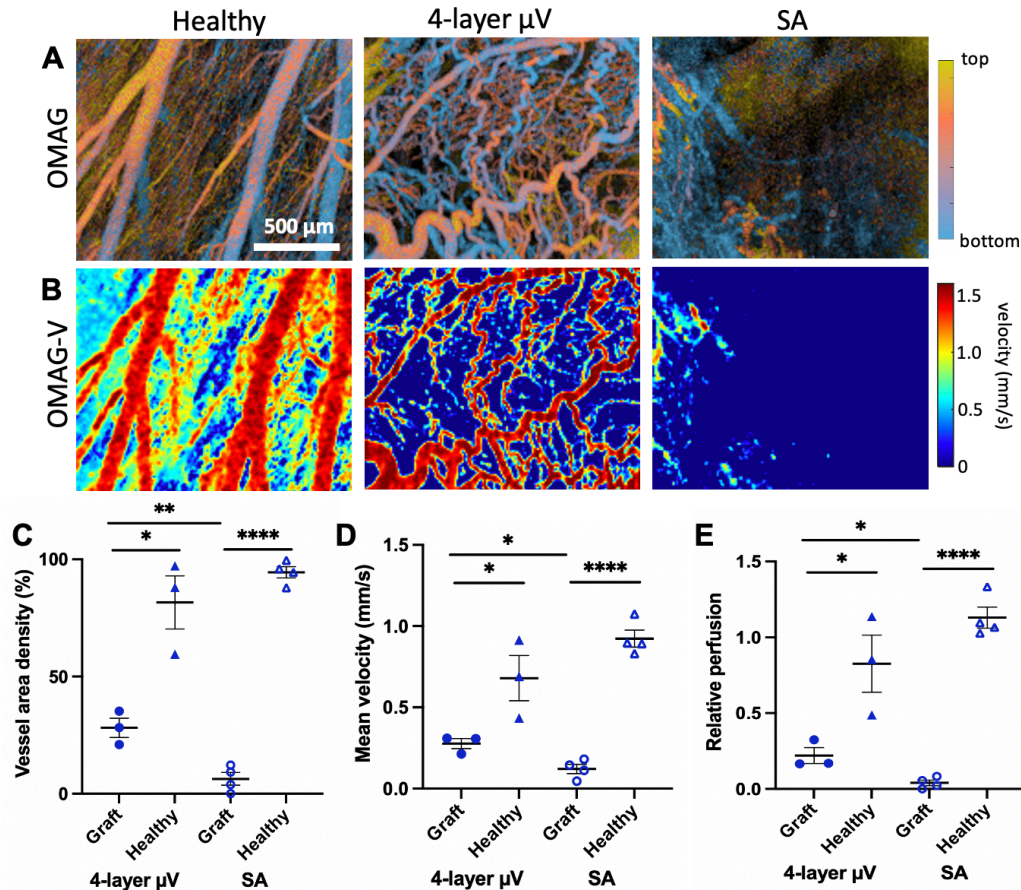 Healthy 4-layer µV SA
A
OMAG
500 µm
top
bottom
B
OMAG-V
1.5
1.0
0.5
0
velocity (mm/s)
C
Vessel area density (%)
100
50
0
**
*
****
Graft Healthy Graft Healthy
4-layer µV SA
D
Mean velocity (mm/s)
1.5
1.0
0.5
0.0
*
*
****
Graft Healthy Graft Healthy
4-layer µV SA
E
Relative perfusion
1.5
1.0
0.5
0.0
*
*
****
Graft Healthy Graft Healthy
4-layer µV SA